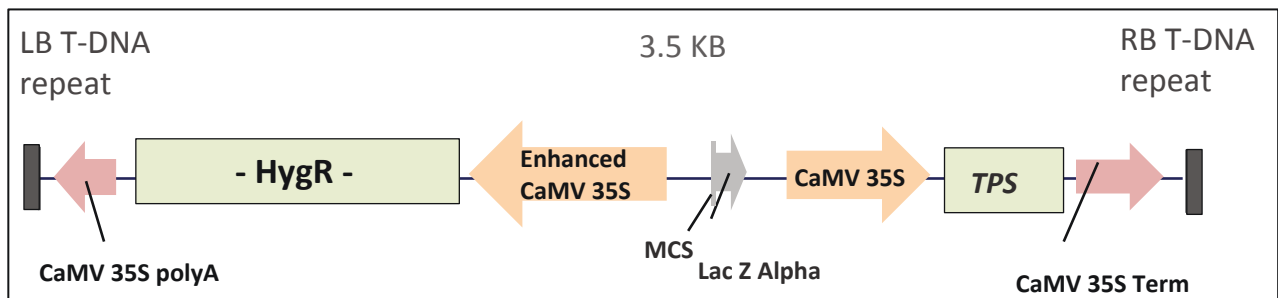 LB T-DNA
repeat
3.5 KB
RB T-DNA
repeat
- HygR -
Enhanced
CaMV 35S
CaMV 35S
TPS
MCS
Lac Z Alpha
CaMV 35S polyA
CaMV 35S Term